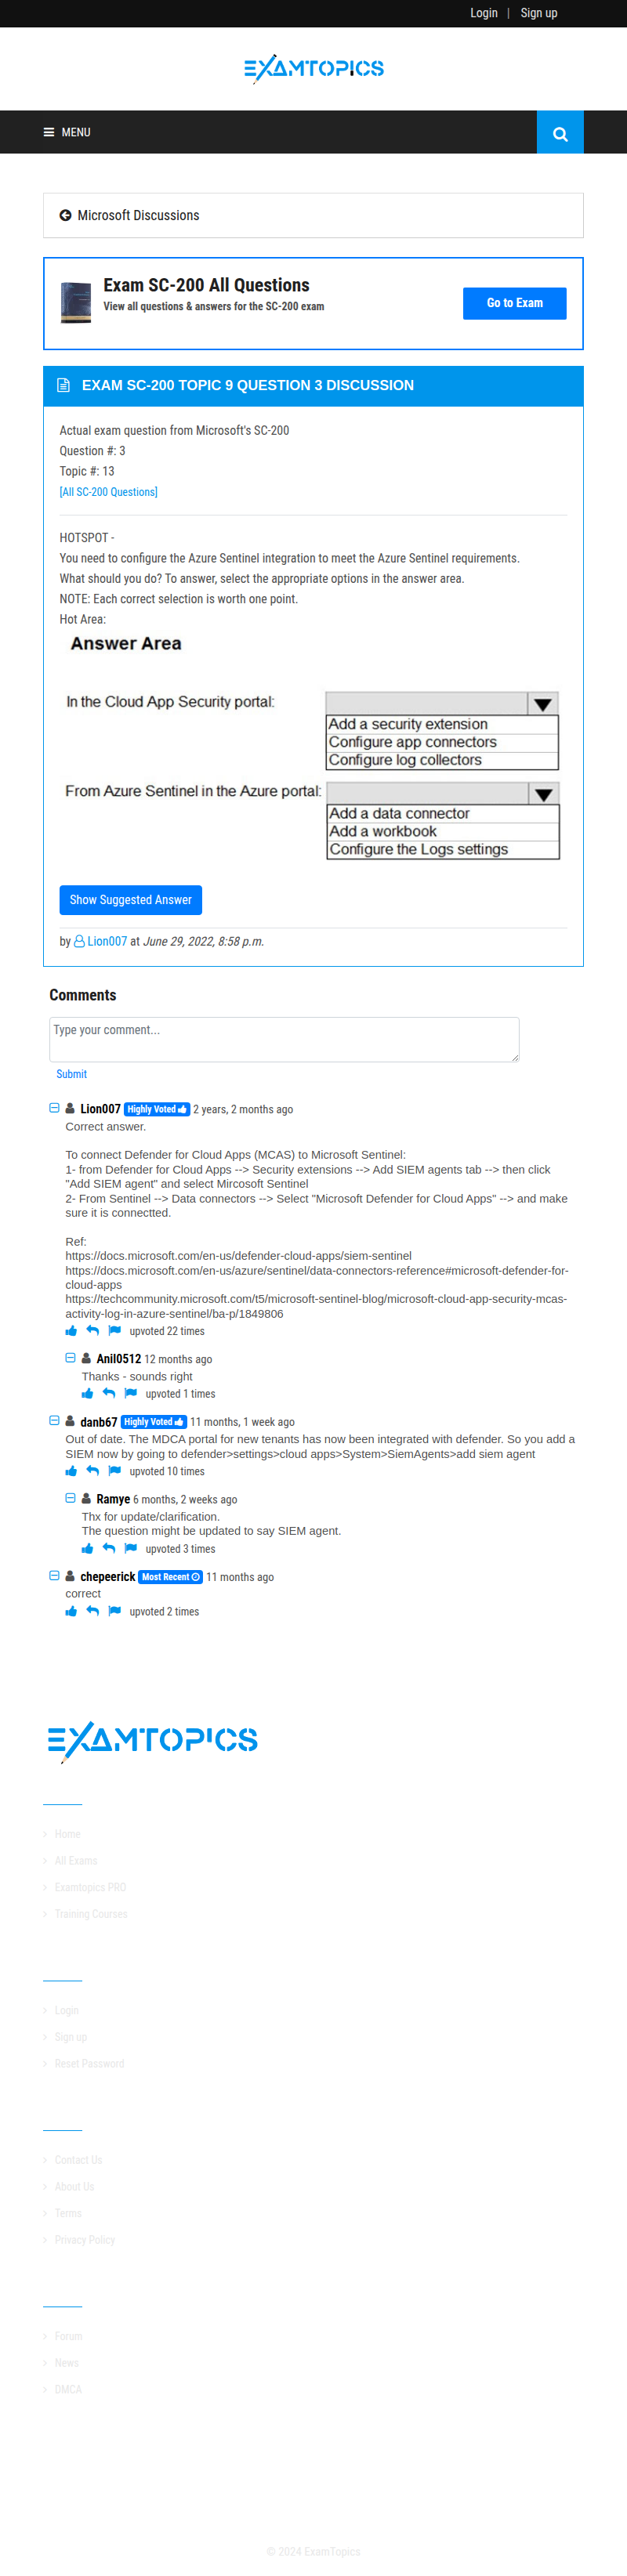 Login | Sign up
EXAMTOPICS
MENU
Microsoft Discussions
Exam SC-200 All Questions
View all questions & answers for the SC-200 exam
Go to Exam
EXAM SC-200 TOPIC 9 QUESTION 3 DISCUSSION
Actual exam question from Microsoft's SC-200
Question #: 3
Topic #: 13
[All SC-200 Questions]
HOTSPOT -
You need to configure the Azure Sentinel integration to meet the Azure Sentinel requirements.
What should you do? To answer, select the appropriate options in the answer area.
NOTE: Each correct selection is worth one point.
Hot Area:
Answer Area
In the Cloud App Security portal:
Add a security extension
Configure app connectors
Configure log collectors
From Azure Sentinel in the Azure portal:
Add a data connector
Add a workbook
Configure the Logs settings
Show Suggested Answer
by Lion007 at June 29, 2022, 8:58 p.m.
Comments
Type your comment...
Submit
Lion007 Highly Voted 2 years, 2 months ago
Correct answer.
To connect Defender for Cloud Apps (MCAS) to Microsoft Sentinel:
1- from Defender for Cloud Apps --> Security extensions --> Add SIEM agents tab --> then click
"Add SIEM agent" and select Mircosoft Sentinel
2- From Sentinel --> Data connectors --> Select "Microsoft Defender for Cloud Apps" --> and make
sure it is connectted.
Ref:
https://docs.microsoft.com/en-us/defender-cloud-apps/siem-sentinel
https://docs.microsoft.com/en-us/azure/sentinel/data-connectors-reference#microsoft-defender-for-
cloud-apps
https://techcommunity.microsoft.com/t5/microsoft-sentinel-blog/microsoft-cloud-app-security-mcas-
activity-log-in-azure-sentinel/ba-p/1849806
upvoted 22 times
Anil0512 12 months ago
Thanks - sounds right
upvoted 1 times
danb67 Highly Voted 11 months, 1 week ago
Out of date. The MDCA portal for new tenants has now been integrated with defender. So you add a
SIEM now by going to defender>settings>cloud apps>System>SiemAgents>add siem agent
upvoted 10 times
Ramye 6 months, 2 weeks ago
Thx for update/clarification.
The question might be updated to say SIEM agent.
upvoted 3 times
chepeerick Most Recent 11 months ago
correct
upvoted 2 times
EXAMTOPICS
Home
All Exams
Examtopics PRO
Training Courses
Login
Sign up
Reset Password
Contact Us
About Us
Terms
Privacy Policy
Forum
News
DMCA
© 2024 ExamTopics